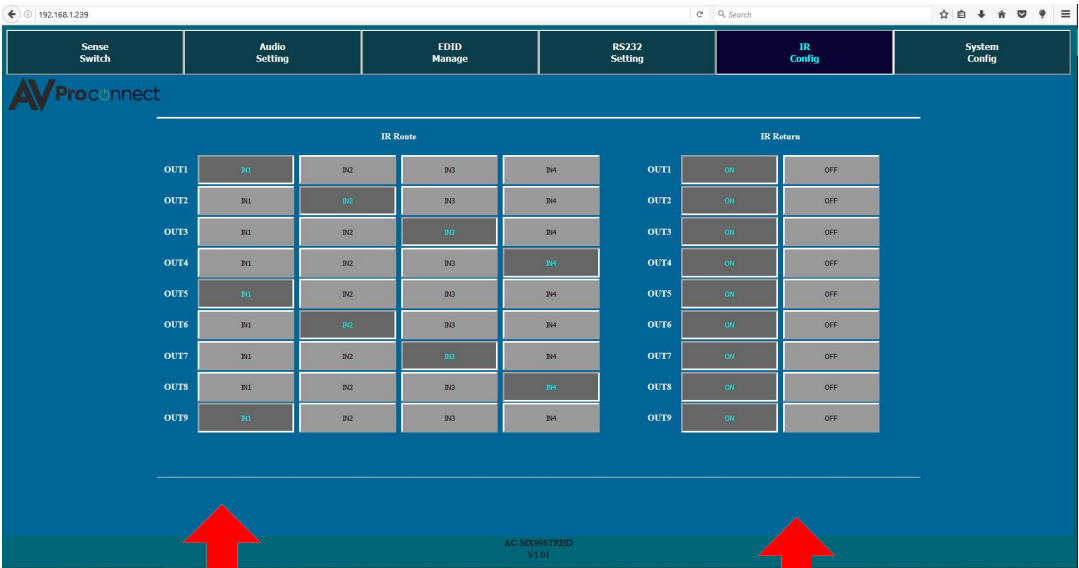 192.168.1.239
Search
Sense Switch
Audio Setting
EDID Manage
RS232 Setting
IR Config
System Config
AVProconnect
IR Route IR Return
OUT1 IN1 IN2 IN3 IN4 OUT1 ON OFF
OUT2 IN1 IN2 IN3 IN4 OUT2 ON OFF
OUT3 IN1 IN2 IN3 IN4 OUT3 ON OFF
OUT4 IN1 IN2 IN3 IN4 OUT4 ON OFF
OUT5 IN1 IN2 IN3 IN4 OUT5 ON OFF
OUT6 IN1 IN2 IN3 IN4 OUT6 ON OFF
OUT7 IN1 IN2 IN3 IN4 OUT7 ON OFF
OUT8 IN1 IN2 IN3 IN4 OUT8 ON OFF
OUT9 IN1 IN2 IN3 IN4 OUT9 ON OFF
AC-MX99STRHD
V1.01